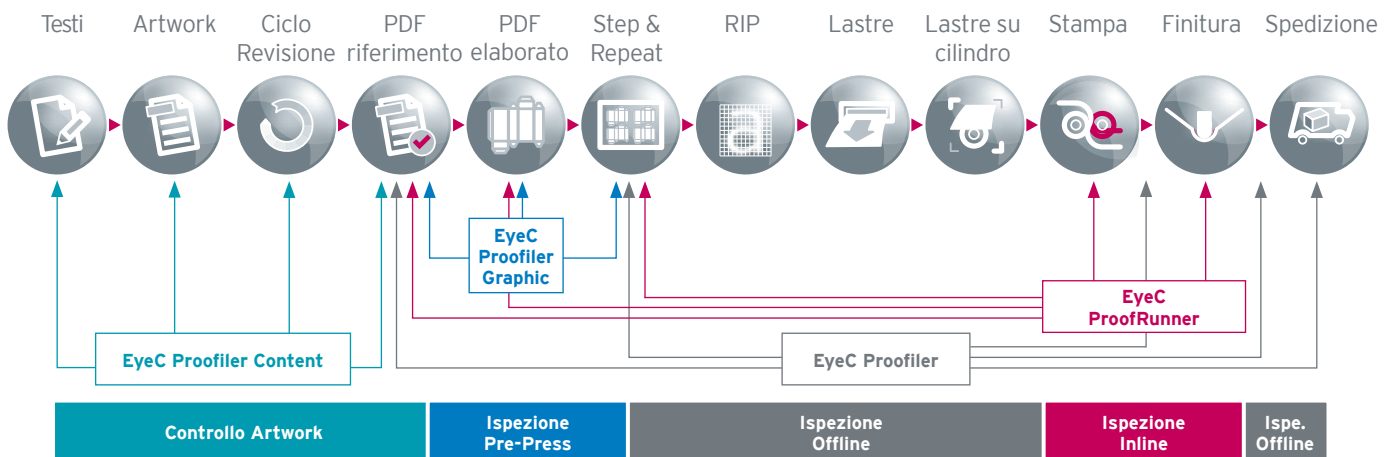 Testi
Artwork
Ciclo
Revisione
PDF
riferimento
PDF
elaborato
Step &
Repeat
RIP
Lastre
Lastre su
cilindro
Stampa
Finitura
Spedizione
a
EyeC
Proofiler
Graphic
EyeC
ProofRunner
EyeC Proofiler Content
EyeC Proofiler
Controllo Artwork
Ispezione
Pre-Press
Ispezione
Offline
Ispezione
Inline
Ispe.
Offline